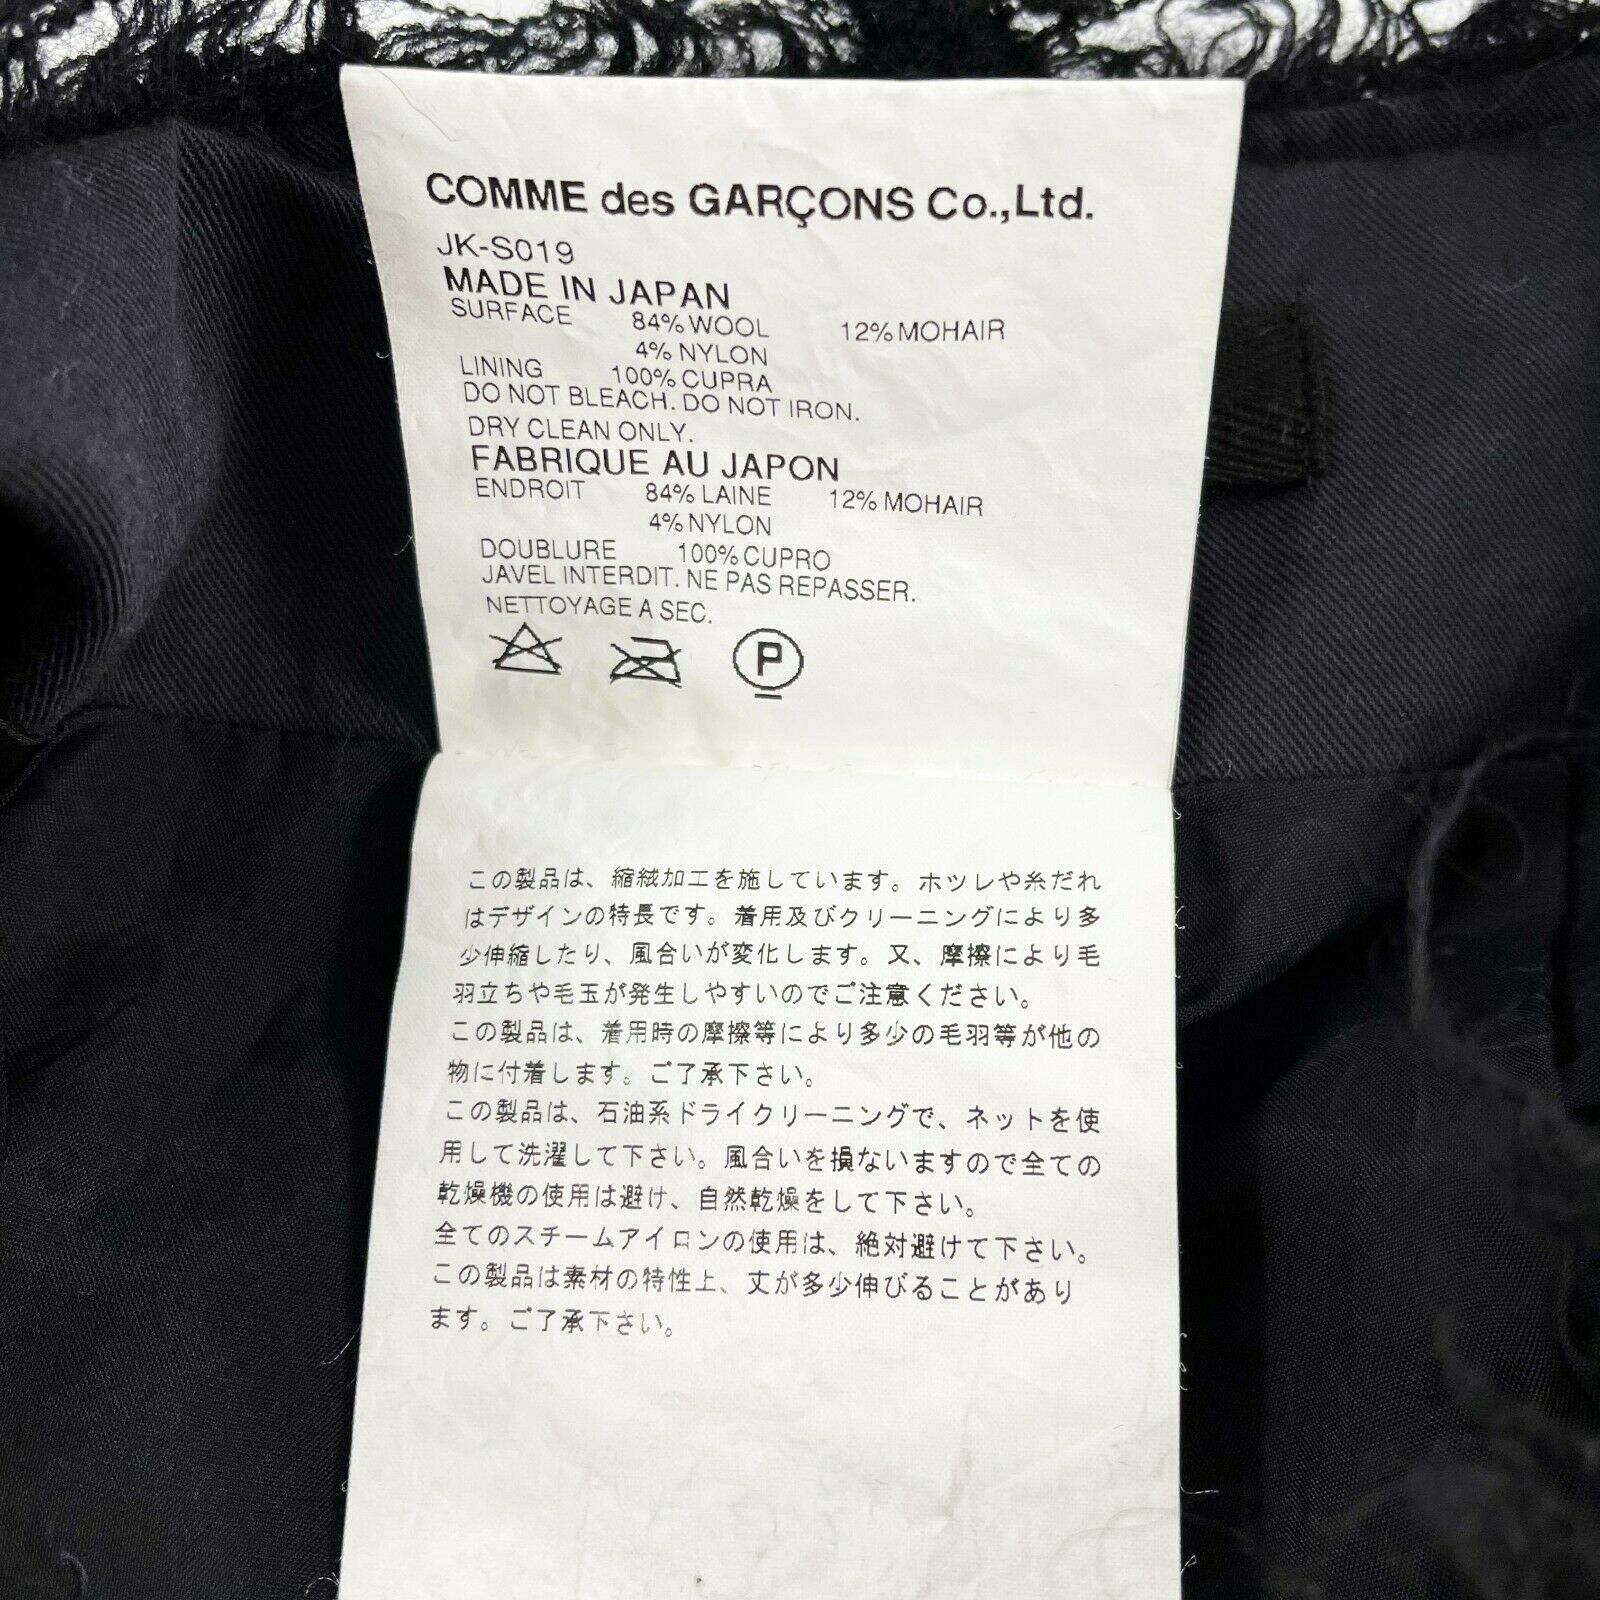 COMME des GARÇONS Co.,Ltd.
JK-S019
MADE IN JAPAN
SURFACE 84% WOOL 12% MOHAIR
4% NYLON
LINING 100% CUPRA
DO NOT BLEACH. DO NOT IRON.
DRY CLEAN ONLY.
FABRIQUE AU JAPON
ENDROIT 84% LAINE 12% MOHAIR
4% NYLON
DOUBLURE 100% CUPRO
JAVEL INTERDIT. NE PAS REPASSER.
NETTOYAGE A SEC.
P
この製品は、縮絨加工を施しています。ホツレや糸だれ
はデザインの特長です。着用及びクリーニングにより多
少伸縮したり、風合いが変化します。又、摩擦により毛
羽立ちや毛玉が発生しやすいのでご注意ください。
この製品は、着用時の摩擦等により多少の毛羽等が他の
物に付着します。ご了承下さい。
この製品は、石油系ドライクリーニングで、ネットを使
用して洗濯して下さい。風合いを損ないますので全ての
乾燥機の使用は避け、自然乾燥をして下さい。
全てのスチームアイロンの使用は、絶対避けて下さい。
この製品は素材の特性上、丈が多少伸びることがあり
ます。ご了承下さい。